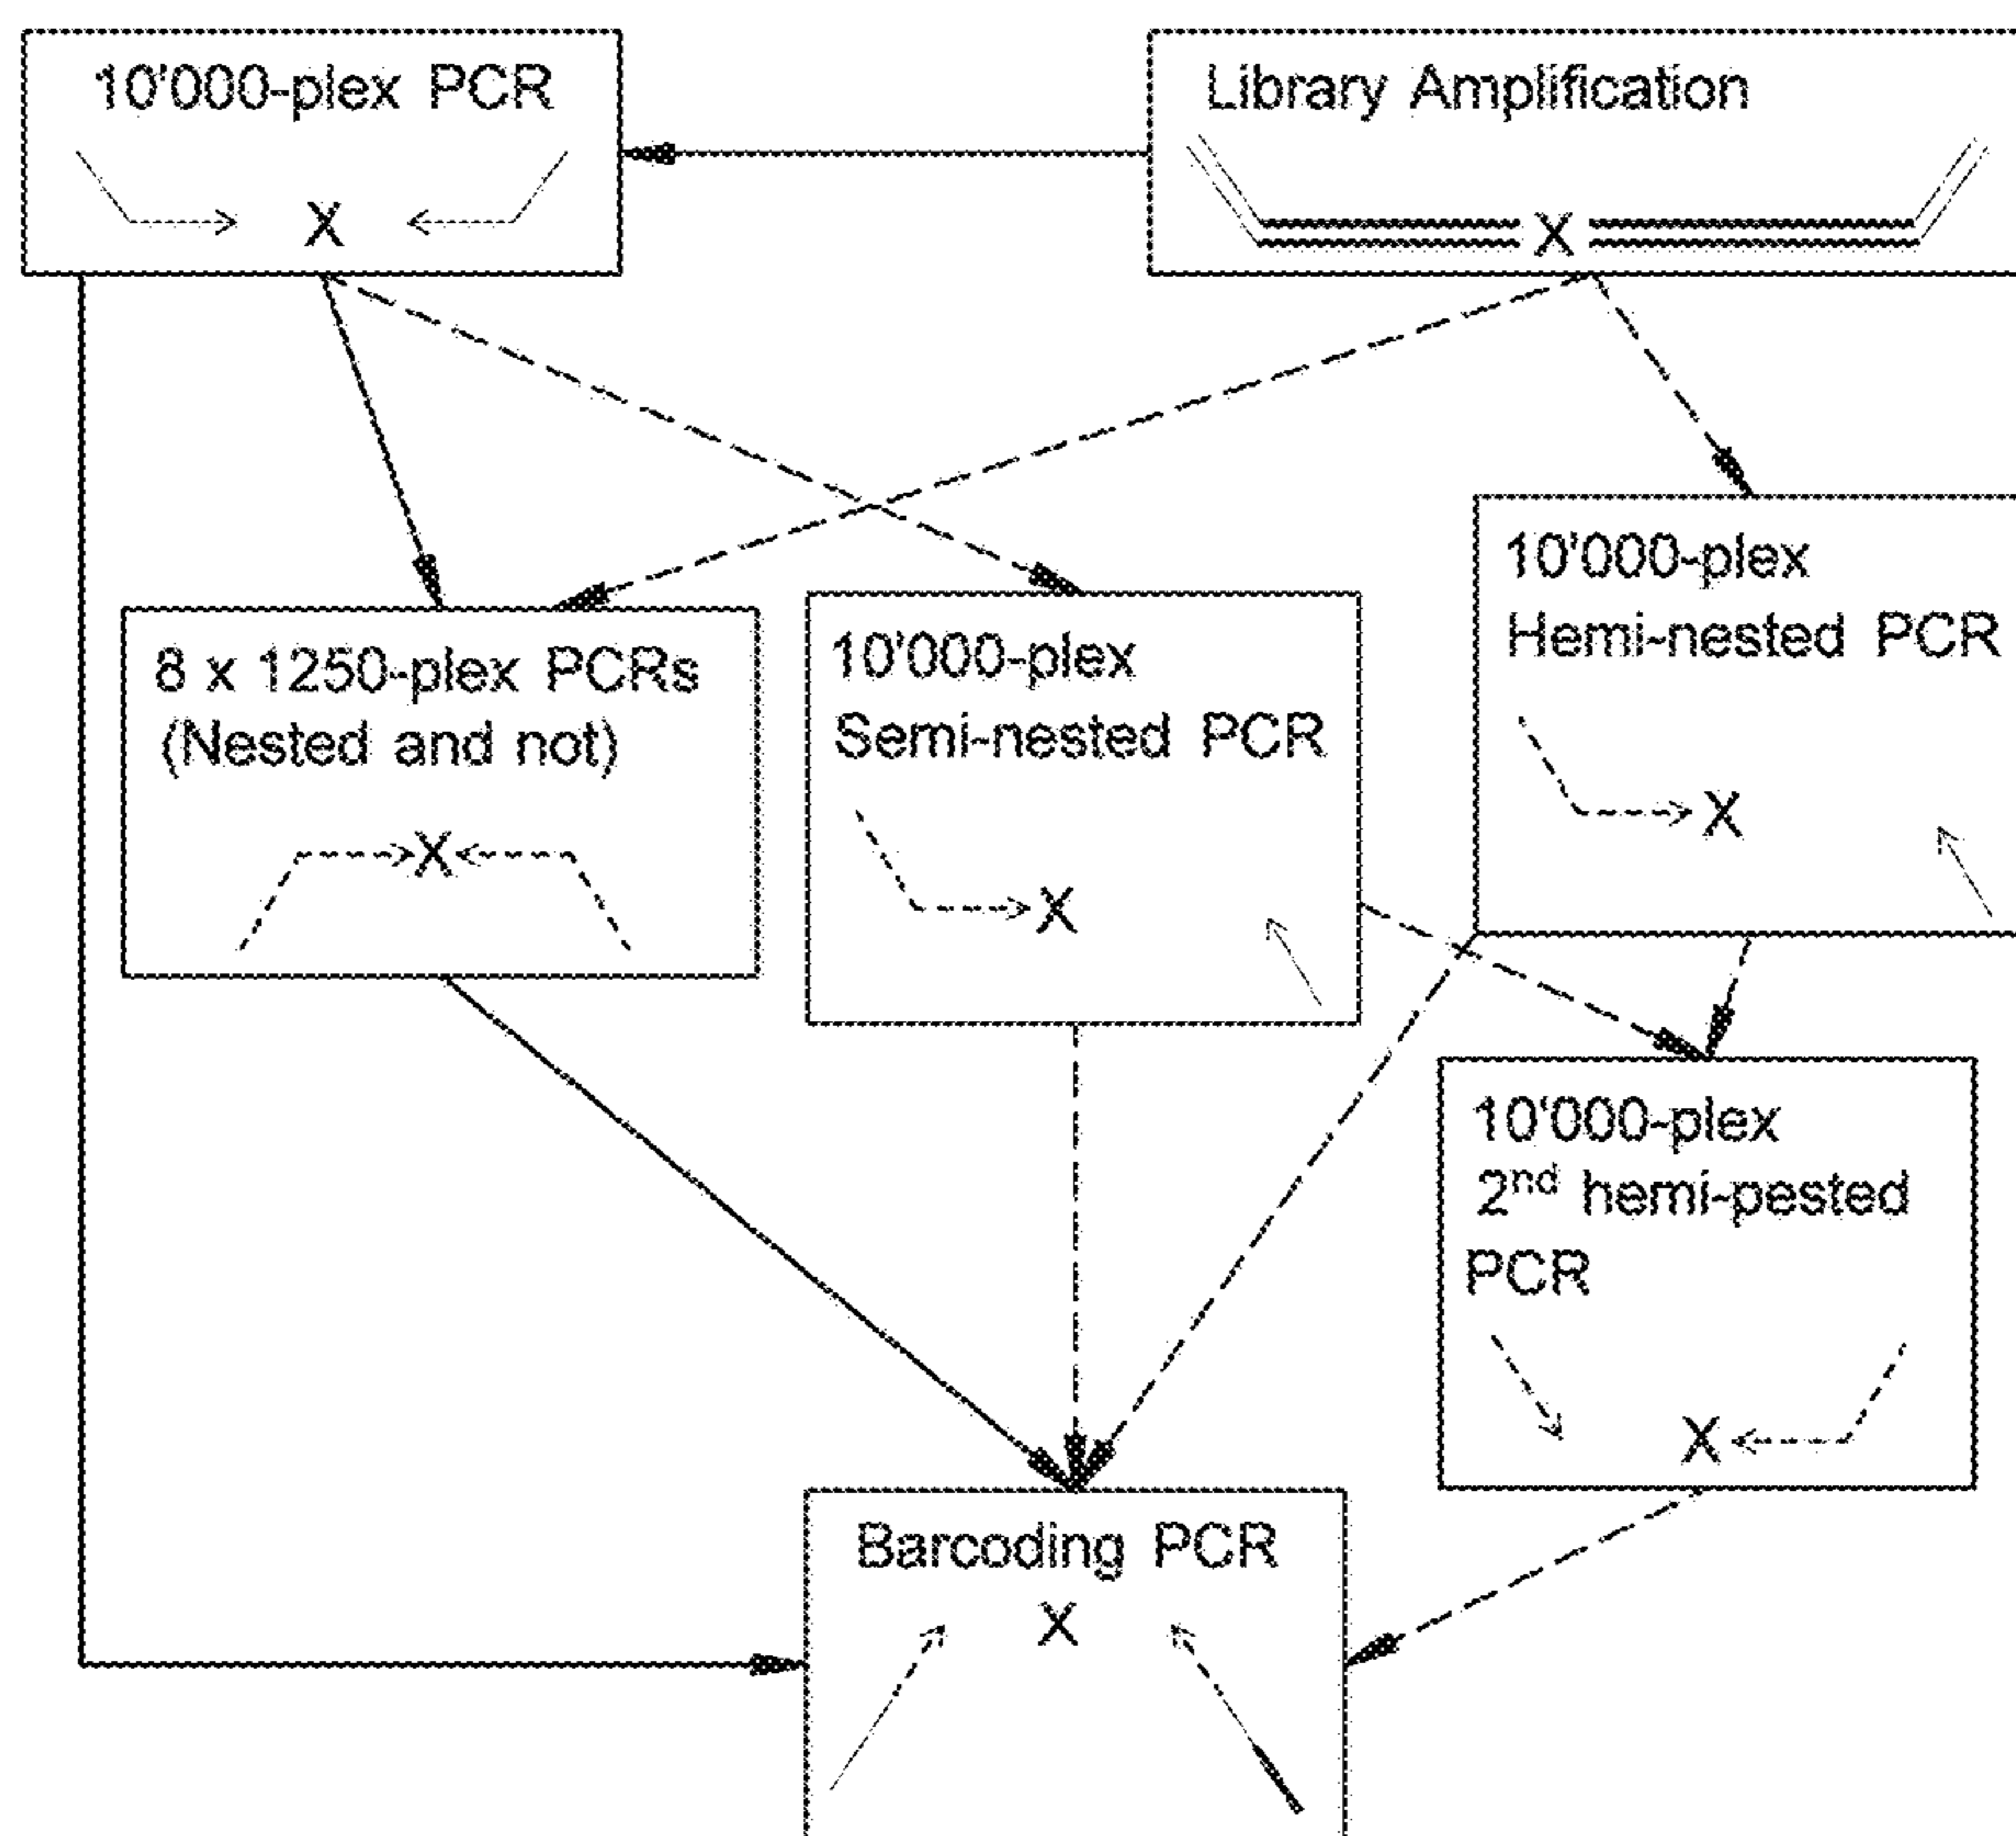 10'000-plex PCR
X
Library Amplification
X
8 x 1250-plex PCRs
(Nested and not)
X
10'000-plex
Semi-nested PCR
X
10'000-plex
Hemi-nested PCR
X
10'000-plex
2nd hemi-pested
PCR
X
Barcoding PCR
X